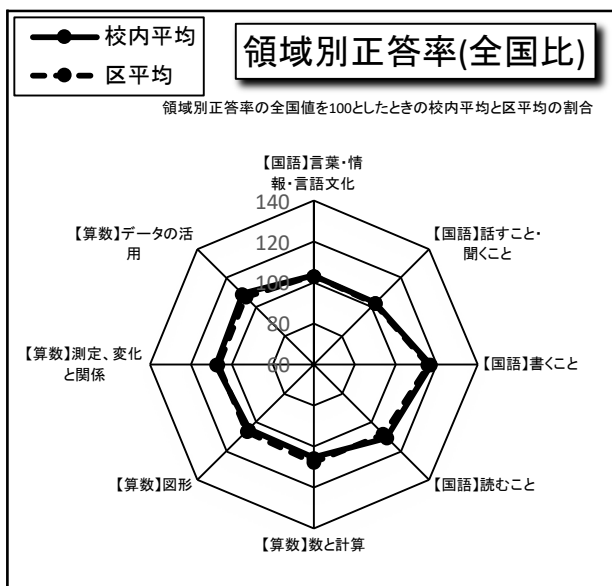 校内平均
区平均
領域別正答率(全国比)
領域別正答率の全国値を100としたときの校内平均と区平均の割合
【国語】言葉・情
報・言語文化
140
120
100
80
60
【国語】話すこと・
聞くこと
【国語】書くこと
【国語】読むこと
【算数】数と計算
【算数】図形
【算数】測定、変化
と関係
【算数】データの活
用